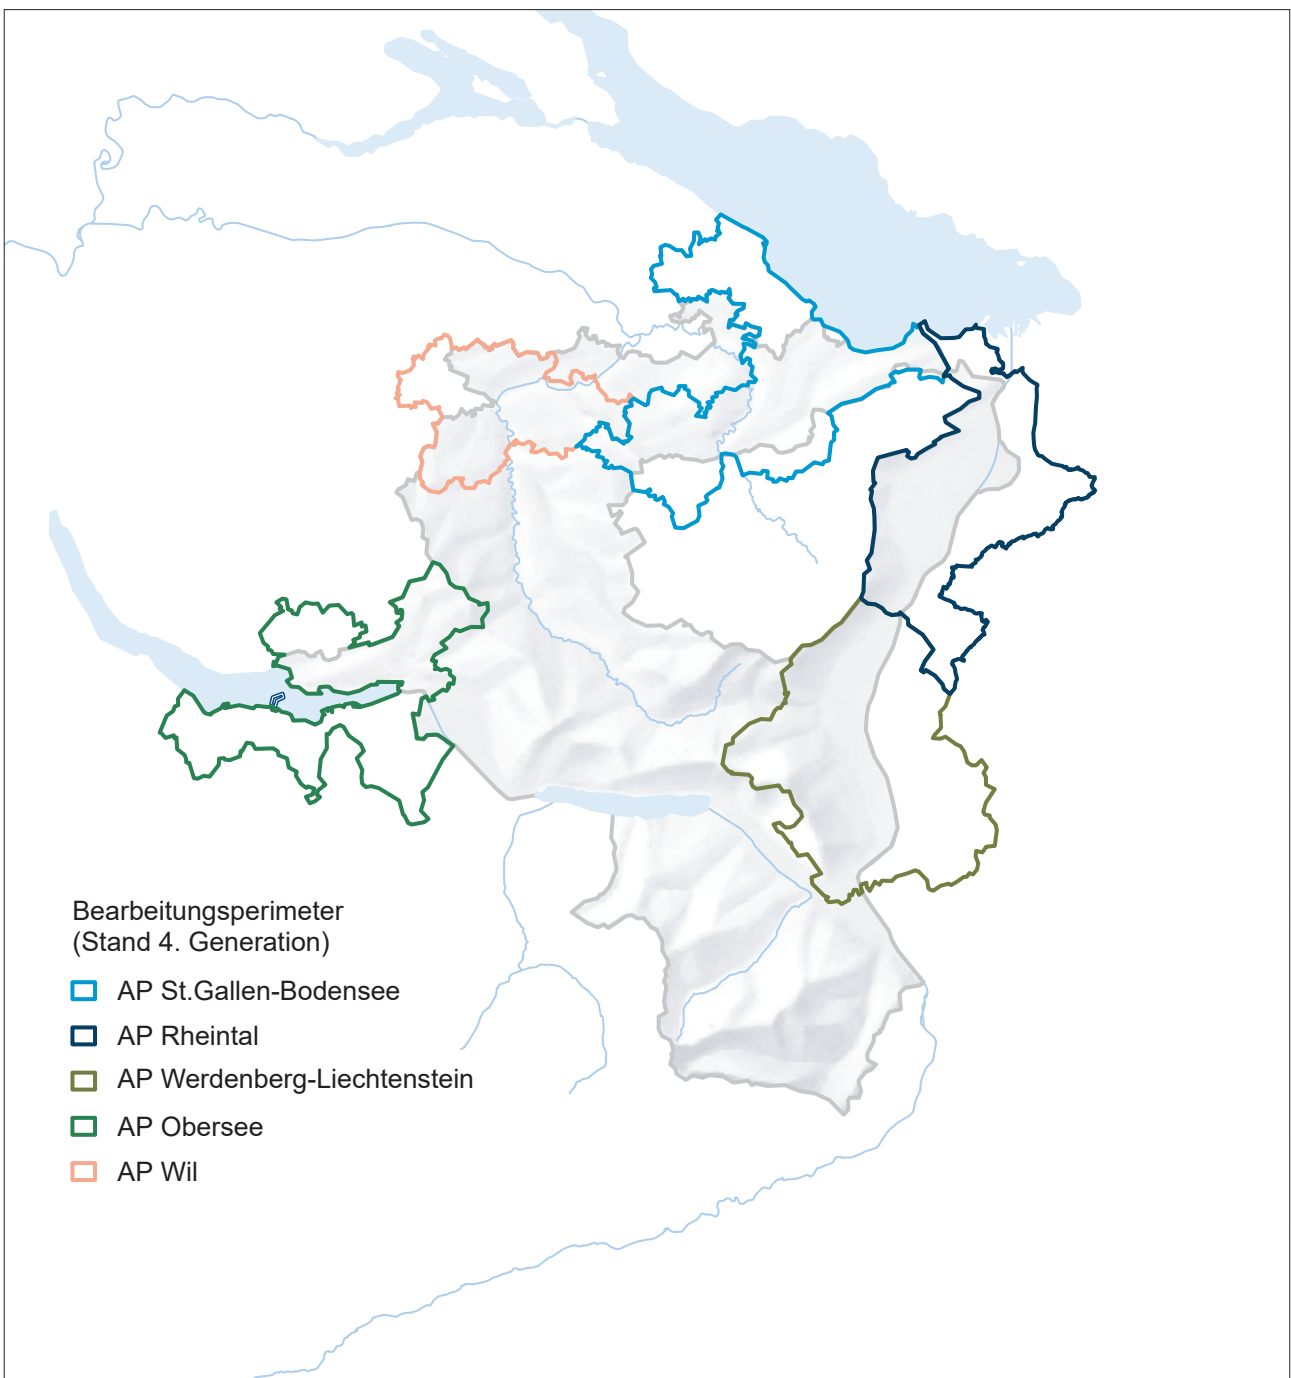 Bearbeitungsperimeter
(Stand 4. Generation)
AP St.Gallen-Bodensee
AP Rheintal
AP Werdenberg-Liechtenstein
AP Obersee
AP Wil